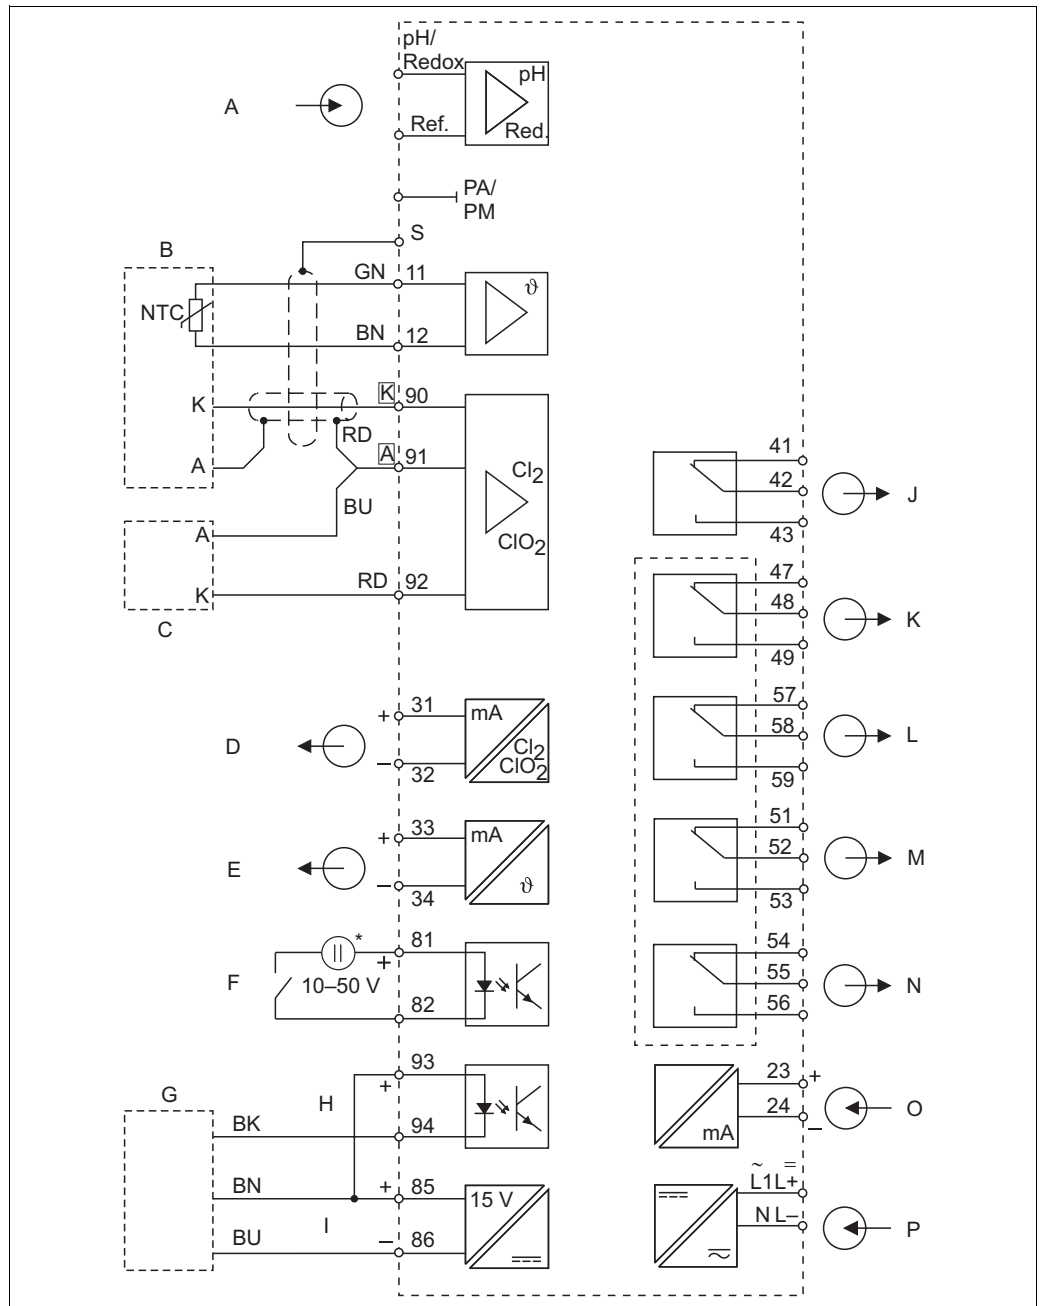 pH/
Redox
pH
A
Ref.
Red.
PA/
PM
S
B
GN 11
ϑ
NTC
BN 12
K
K 90
RD
A
A 91
Cl2
BU
ClO2
A
K
RD 92
C
41
42
J
43
47
48
K
49
57
58
L
59
51
52
M
53
54
55
N
56
D
+ 31
mA
– 32
Cl2
ClO2
E
+ 33
mA
– 34
ϑ
F
*
81
+
10–50 V
82
93
+
G
H
BK
94
BN
+ 85
15 V
I
BU
– 86
23 +
24
–
O
mA
~ =
L1 L+
N L–
P